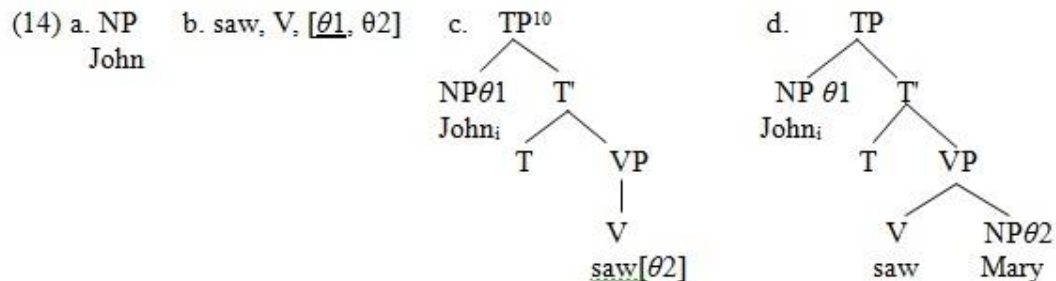 (14) a. NP b. saw, V, [θ1, θ2] c. TP¹⁰ d. TP
John NPθ1 T' NP θ1 T'
Johnᵢ Johnᵢ
T VP T VP
V V NPθ2
saw[θ2] saw Mary